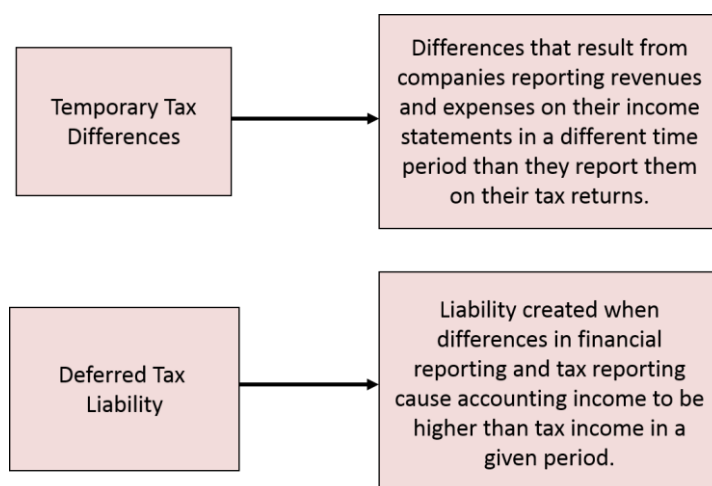 Temporary Tax
Differences
Differences that result from
companies reporting revenues
and expenses on their income
statements in a different time
period than they report them
on their tax returns.
Deferred Tax
Liability
Liability created when
differences in financial
reporting and tax reporting
cause accounting income to be
higher than tax income in a
given period.